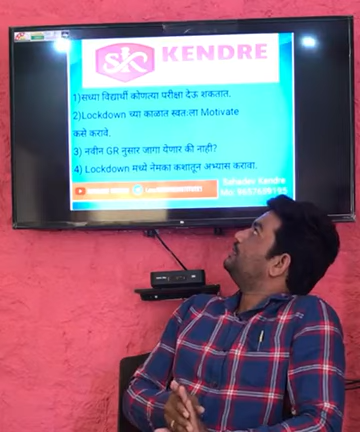 SK KENDRE
1)सध्या विद्यार्थी कोणत्या परीक्षा देऊ शकतात.
2)Lockdown च्या काळात स्वतःला Motivate
कसे करावे.
3) नवीन GR नुसार जागा येणार की नाही?
4) Lockdown मध्ये नेमका कशातून अभ्यास करावा.
Kendre